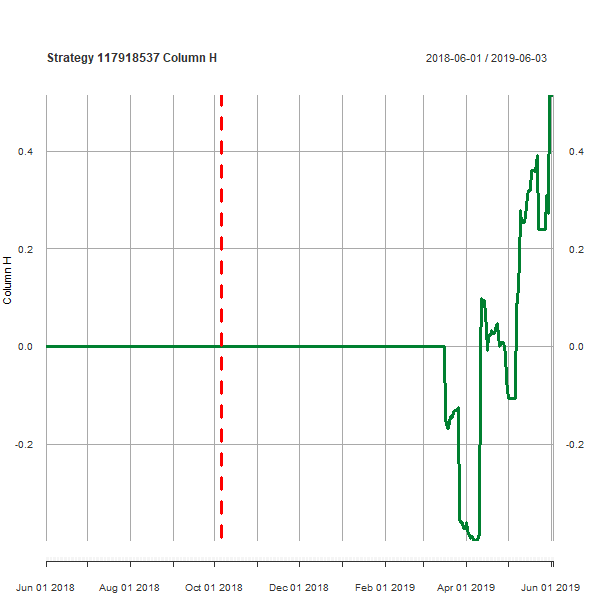 Strategy 117918537 Column H
2018-06-01 / 2019-06-03
0.4 0.4
0.2 0.2
0.0 0.0
-0.2 -0.2
Column H
Jun 01 2018 Aug 01 2018 Oct 01 2018 Dec 01 2018 Feb 01 2019 Apr 01 2019 Jun 01 2019